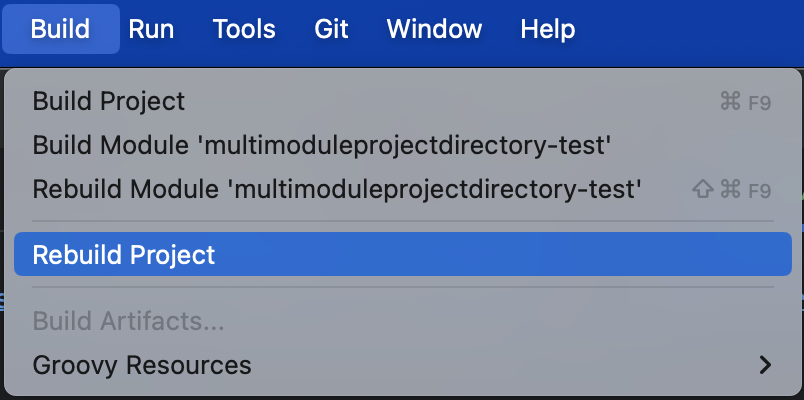 Build Run Tools Git Window Help
Build Project ⌘ F9
Build Module 'multimoduleprojectdirectory-test'
Rebuild Module 'multimoduleprojectdirectory-test' ⇧⌘ F9
Rebuild Project
Build Artifacts...
Groovy Resources